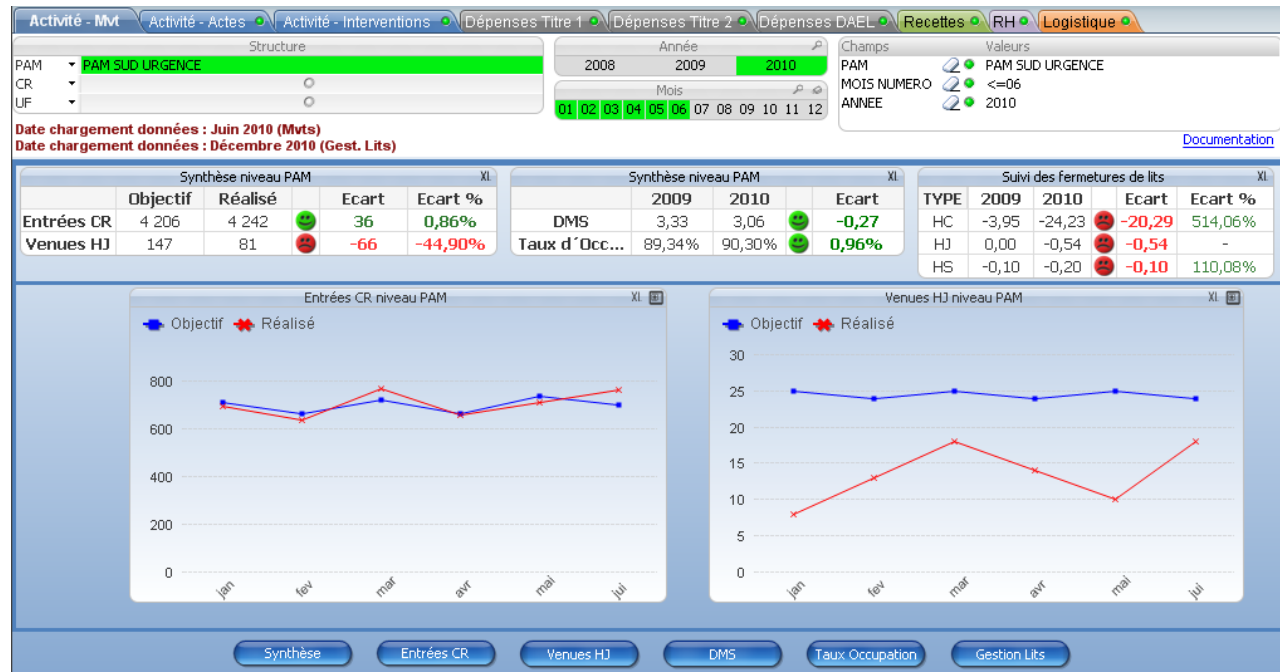 Activité - Mvt Activité - Actes Activité - Interventions Dépenses Titre 1 Dépenses Titre 2 Dépenses DAEL Recettes RH Logistique
Structure
PAM PAM SUD URGENCE
CR
UF
Année
2008 2009 2010
Mois
01 02 03 04 05 06 07 08 09 10 11 12
Champs Valeurs
PAM PAM SUD URGENCE
MOIS NUMERO <=06
ANNEE 2010
Date chargement données : Juin 2010 (Mvts)
Date chargement données : Décembre 2010 (Gest. Lits)
Documentation
Synthèse niveau PAM XL
Objectif Réalisé Ecart Ecart %
Entrées CR 4 206 4 242 36 0,86%
Venues HJ 147 81 -66 -44,90%
Synthèse niveau PAM XL
2009 2010 Ecart
DMS 3,33 3,06 -0,27
Taux d´Occ... 89,34% 90,30% 0,96%
Suivi des fermetures de lits XL
TYPE 2009 2010 Ecart Ecart %
HC -3,95 -24,23 -20,29 514,06%
HJ 0,00 -0,54 -0,54 -
HS -0,10 -0,20 -0,10 110,08%
Entrées CR niveau PAM XL
Objectif Réalisé
800
600
400
200
0
jan fev mar avr mai jui
Venues HJ niveau PAM XL
Objectif Réalisé
30
25
20
15
10
5
0
jan fev mar avr mai jui
Synthèse Entrées CR Venues HJ DMS Taux Occupation Gestion Lits